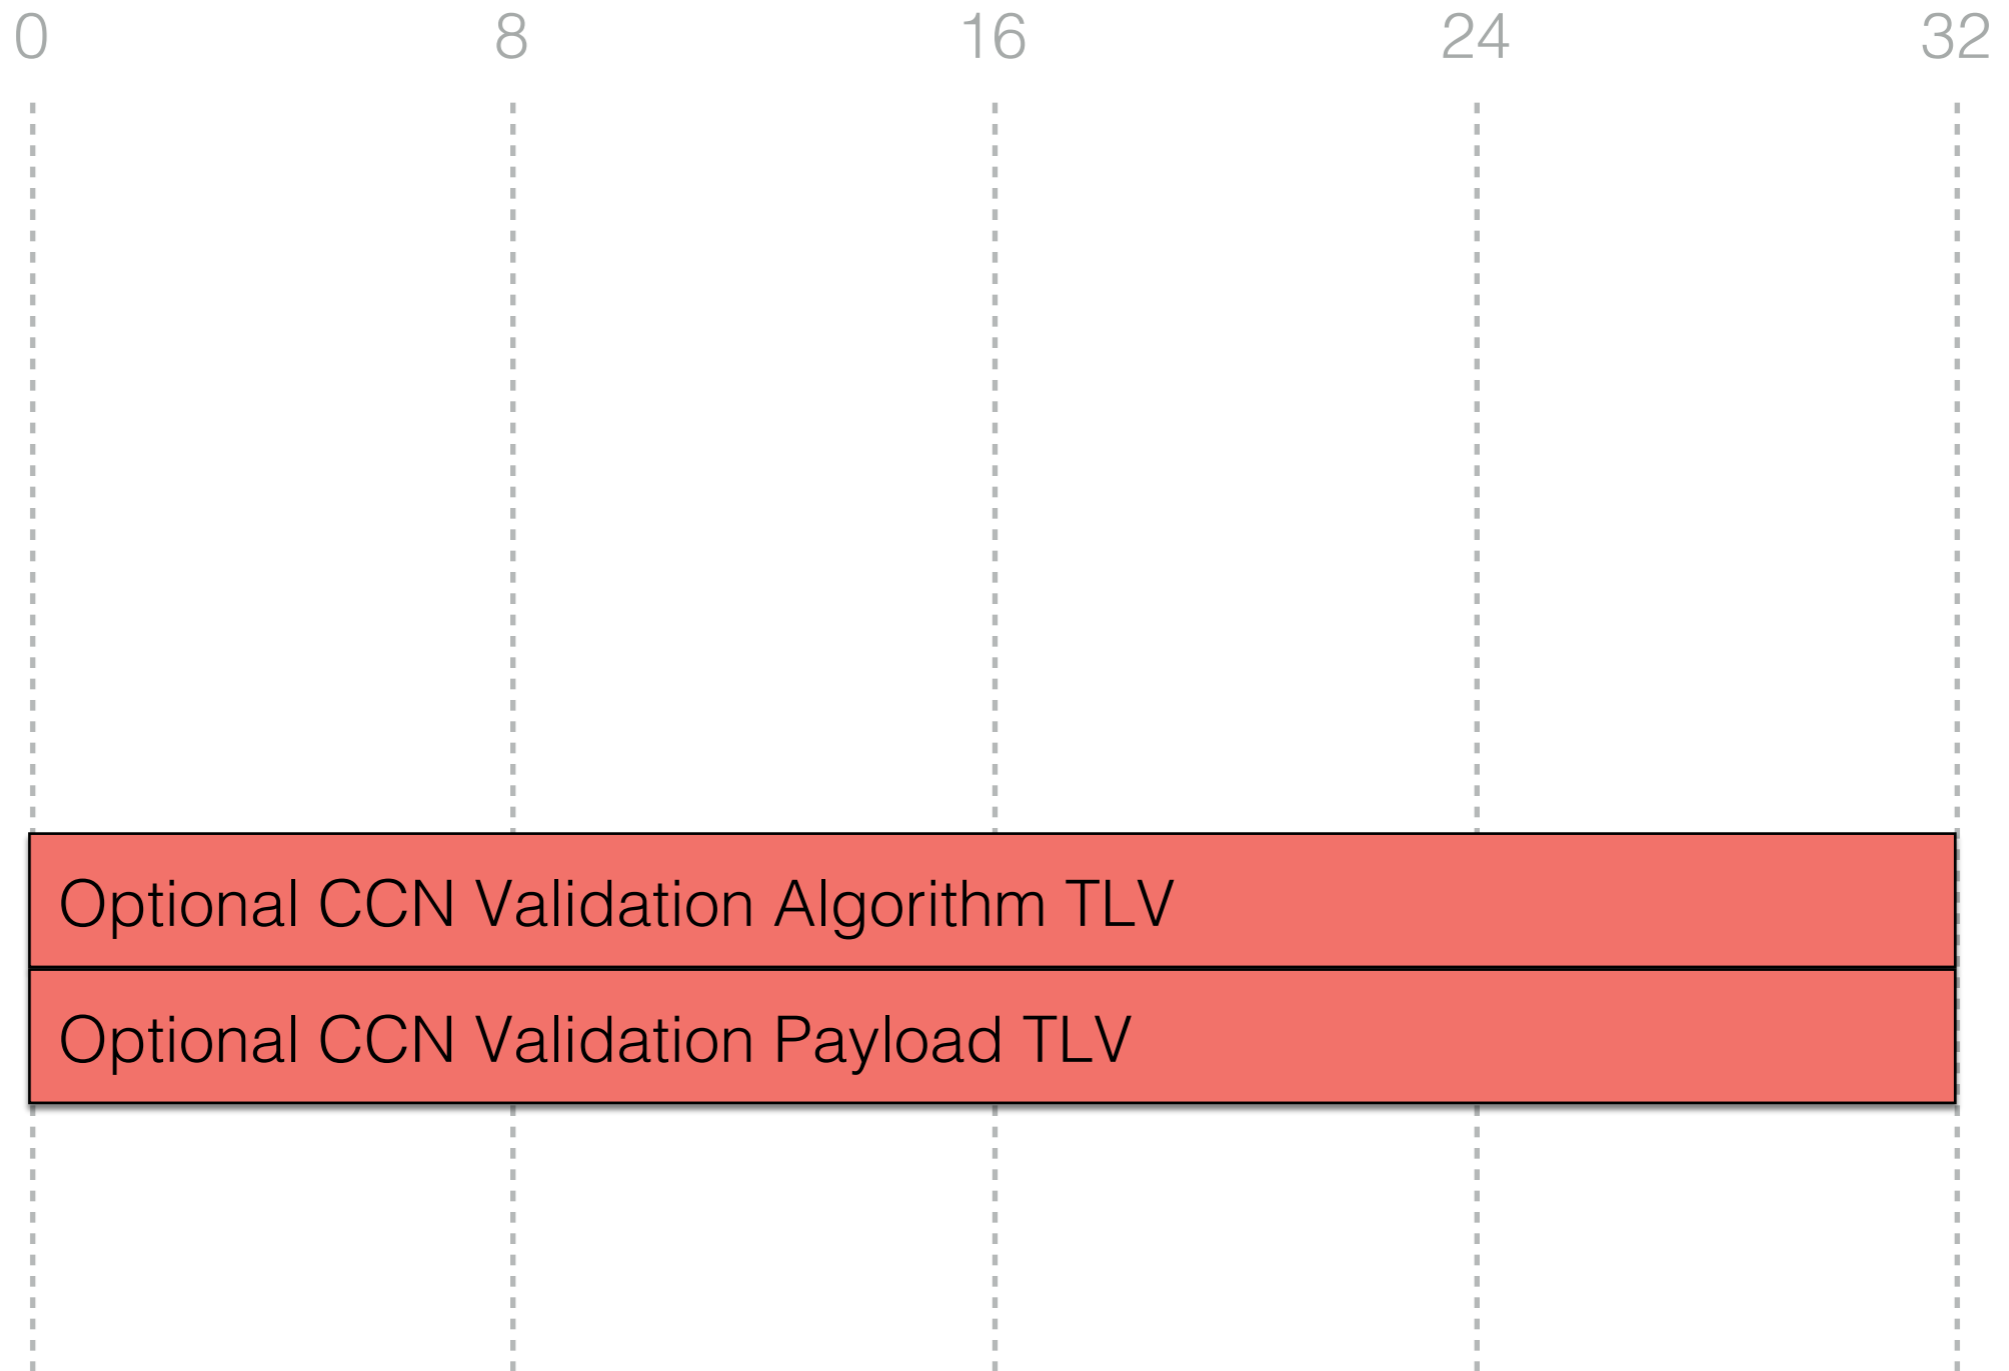 0 8 16 24 32
Optional CCN Validation Algorithm TLV
Optional CCN Validation Payload TLV